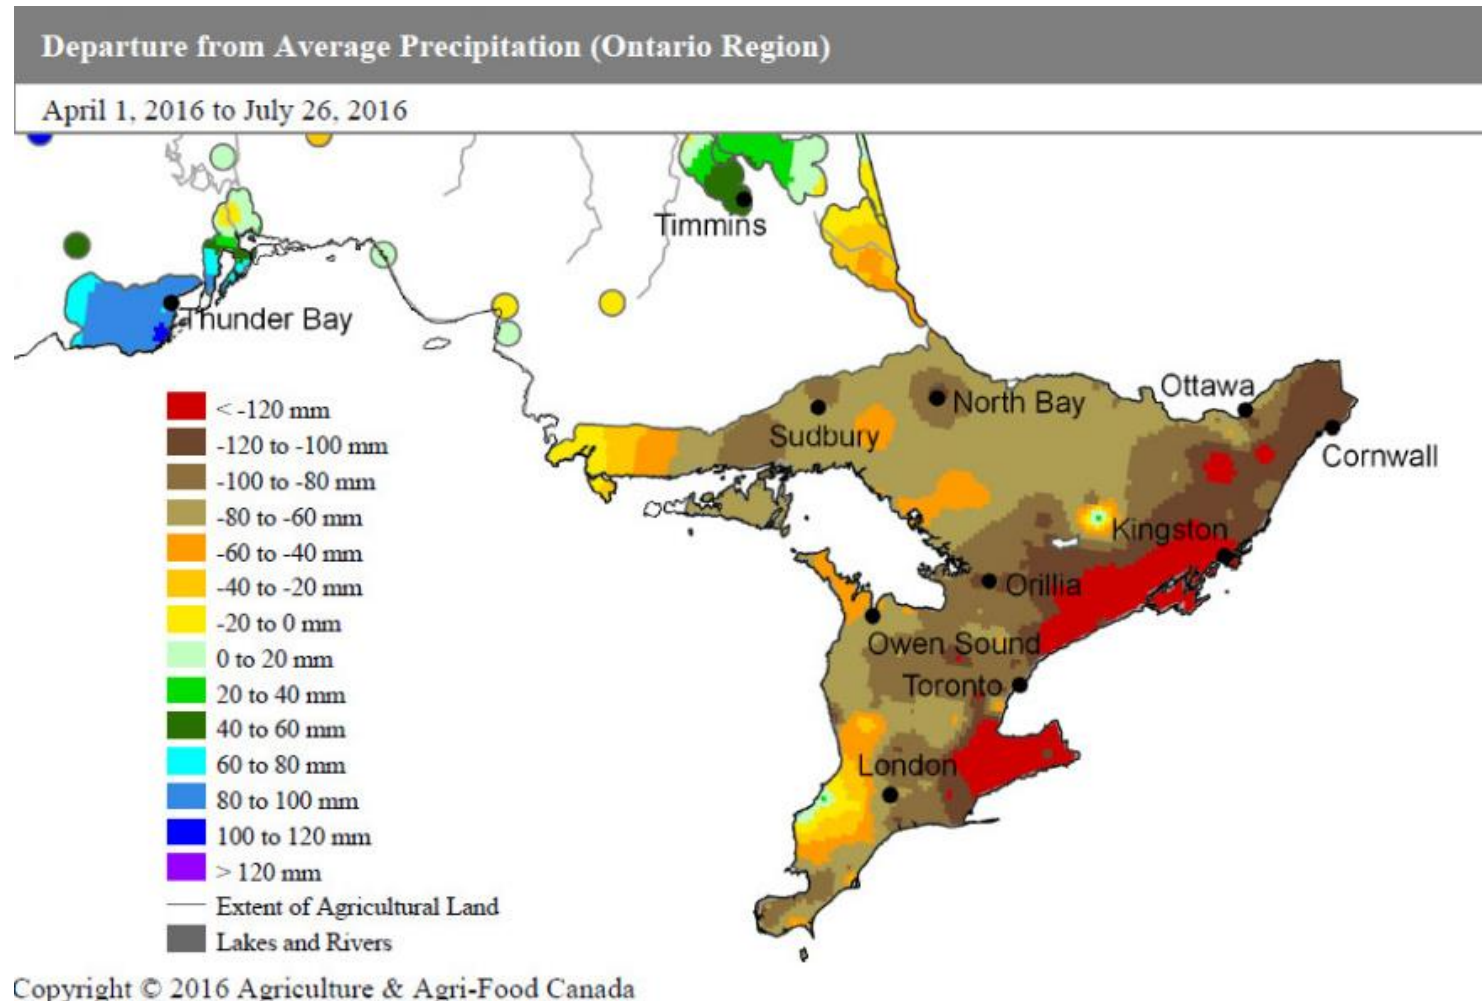 Departure from Average Precipitation (Ontario Region)
April 1, 2016 to July 26, 2016
Timmins
Thunder Bay
Ottawa
North Bay
Sudbury
Cornwall
Kingston
Orillia
Owen Sound
Toronto
London
< -120 mm
-120 to -100 mm
-100 to -80 mm
-80 to -60 mm
-60 to -40 mm
-40 to -20 mm
-20 to 0 mm
0 to 20 mm
20 to 40 mm
40 to 60 mm
60 to 80 mm
80 to 100 mm
100 to 120 mm
> 120 mm
Extent of Agricultural Land
Lakes and Rivers
Copyright © 2016 Agriculture & Agri-Food Canada